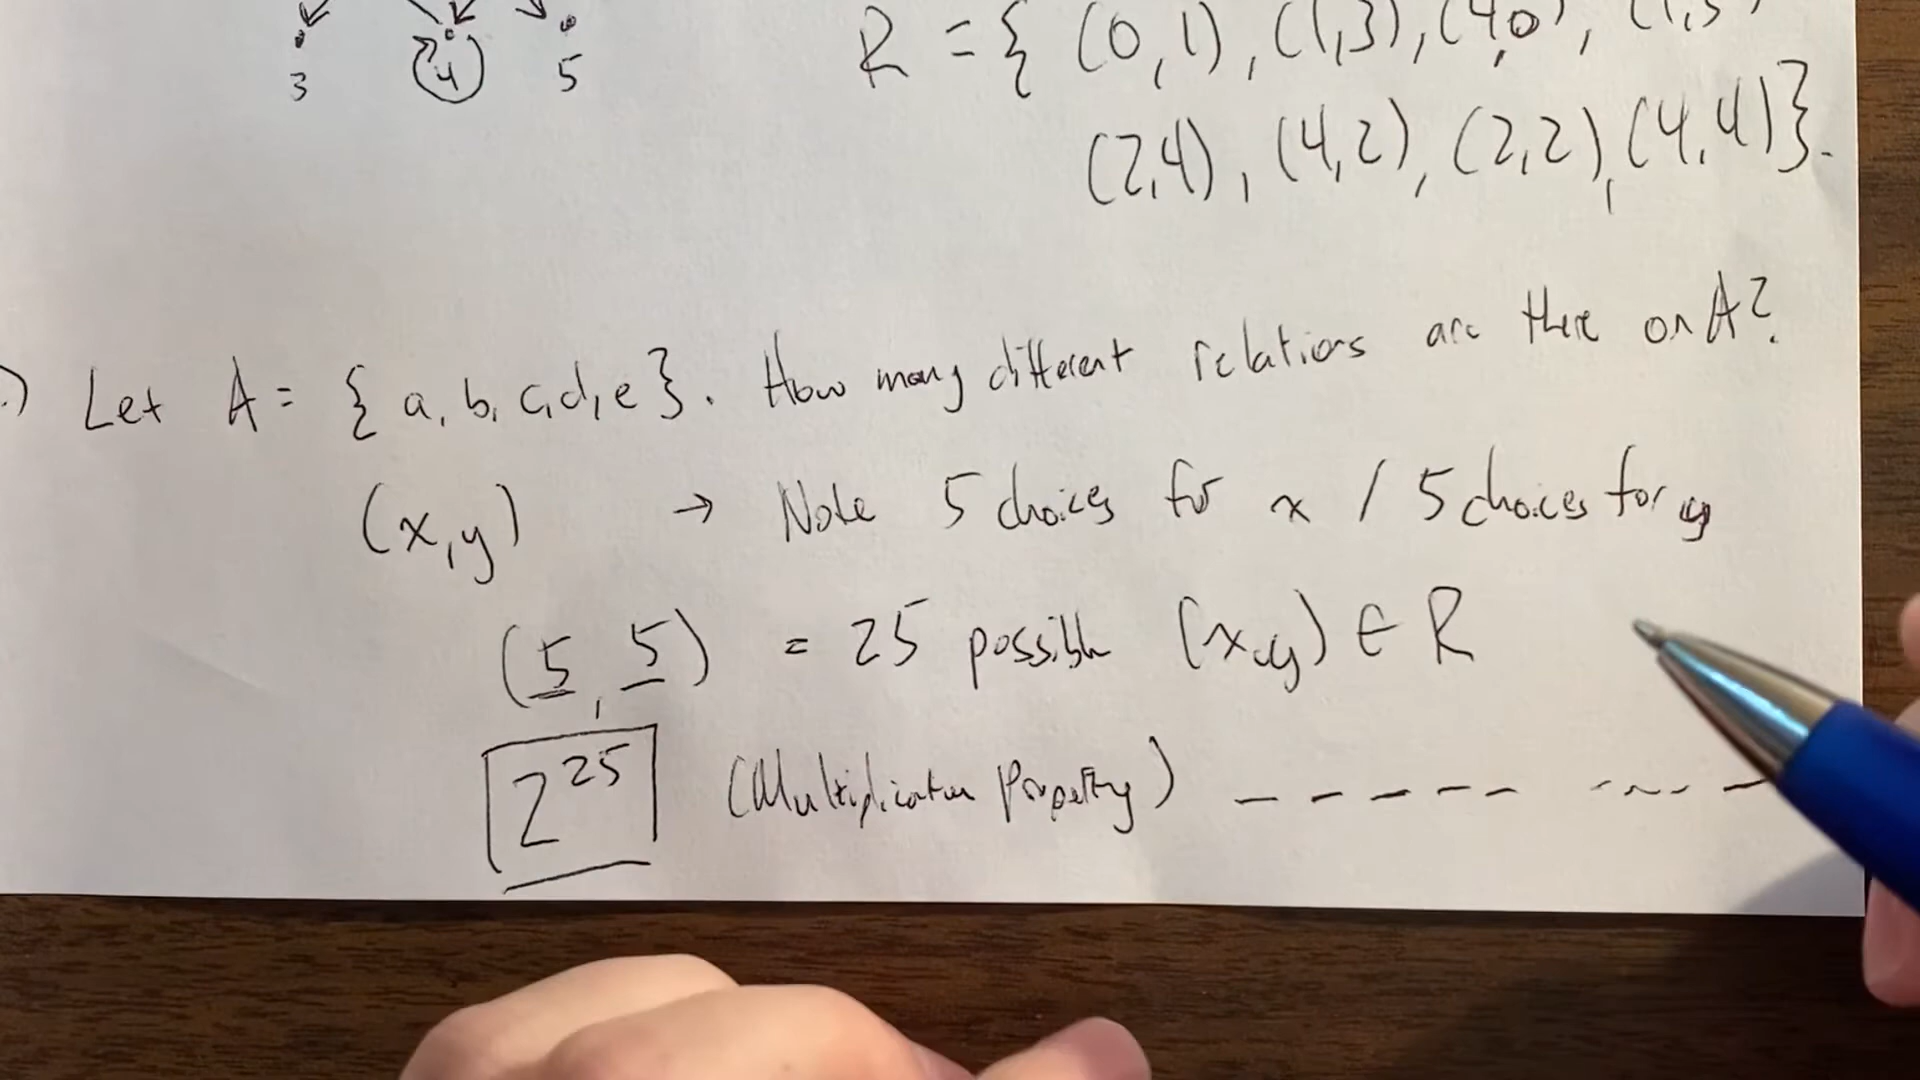 R = { (0,1), (1,3), (4,0),
3 4 5
(2,4), (4,2), (2,2), (4,4)}.
.) Let A = { a, b, c, d, e }. How many different relations are there on A?
(x,y) → Note 5 choices for x / 5 choices for y
(5, 5) = 25 possible (x,y) ∈ R
2^25 (Multiplication Property) _ _ _ _ _ _ _ _ _